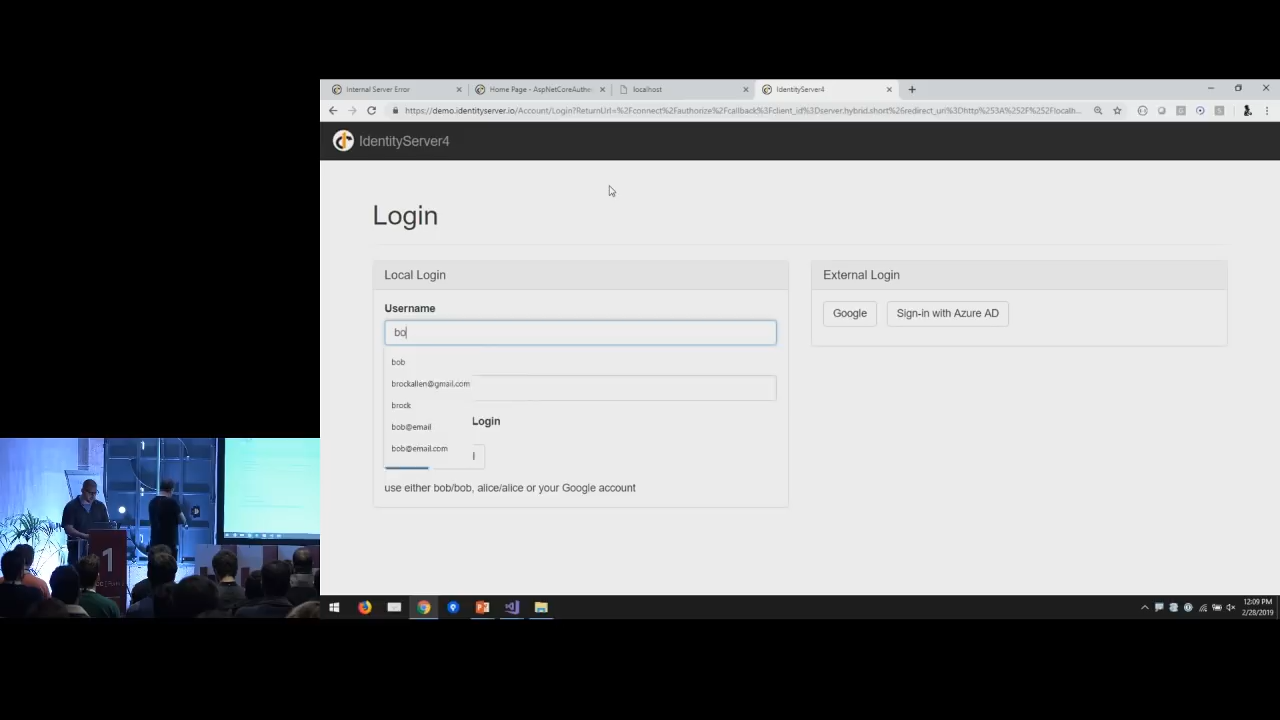 Internal Server Error
Home Page - AspNetCoreAuthe
localhost
IdentityServer4
https://demo.identityserver.io/Account/Login?ReturnUrl=%2Fconnect%2Fauthorize%2Fcallback%3Fclient_id%3Dserver.hybrid.short%26redirect_uri%3Dhttp%253A%252F%252Flocalh...
IdentityServer4
Login
Local Login
External Login
Username
Google
Sign-in with Azure AD
bo
bob
brockallen@gmail.com
brock
Login
bob@email
bob@email.com
l
use either bob/bob, alice/alice or your Google account
1
12:09 PM
2/28/2019